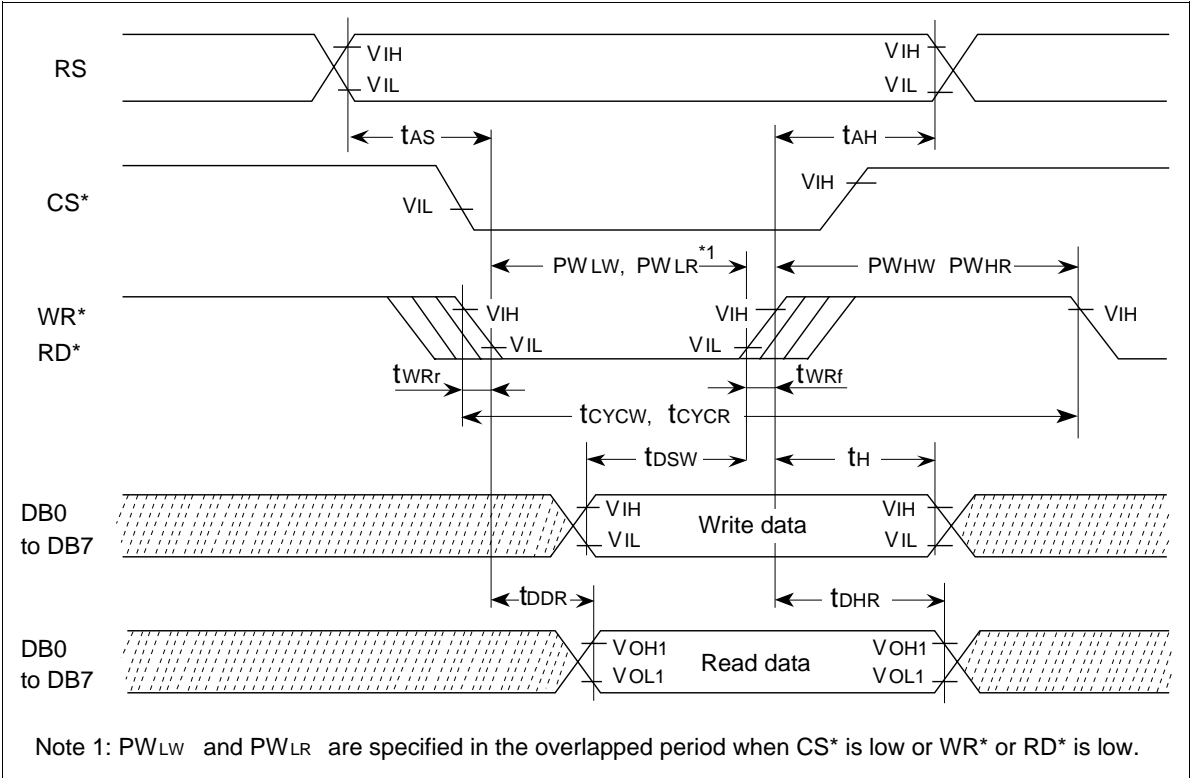 RS
VIH
VIL
VIH
VIL
tAS
tAH
CS*
VIL
VIH
PWLW, PWLR*1
PWHW PWHR
WR*
RD*
VIH
VIL
VIH
VIL
VIH
tWRr
tWRf
tCYCW, tCYCR
tDSW
tH
DB0
to DB7
VIH
VIL
Write data
VIH
VIL
tDDR
tDHR
DB0
to DB7
VOH1
VOL1
Read data
VOH1
VOL1
Note 1: PWLW and PWLR are specified in the overlapped period when CS* is low or WR* or RD* is low.